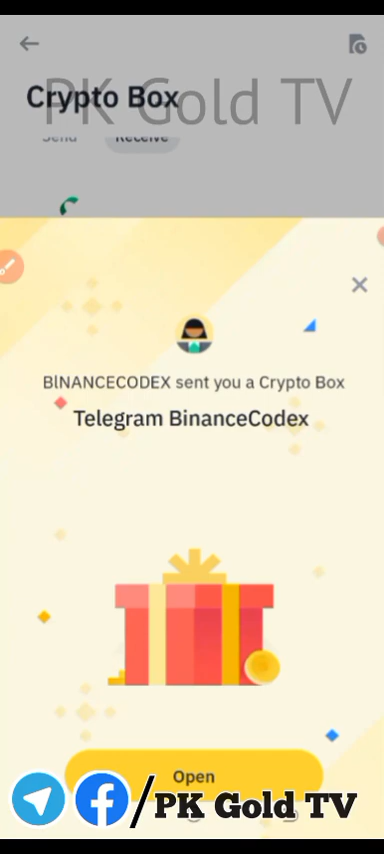 PK Gold TV
Crypto Box
Send Receive
BINANCECODEX sent you a Crypto Box
Telegram BinanceCodex
Open
/PK Gold TV